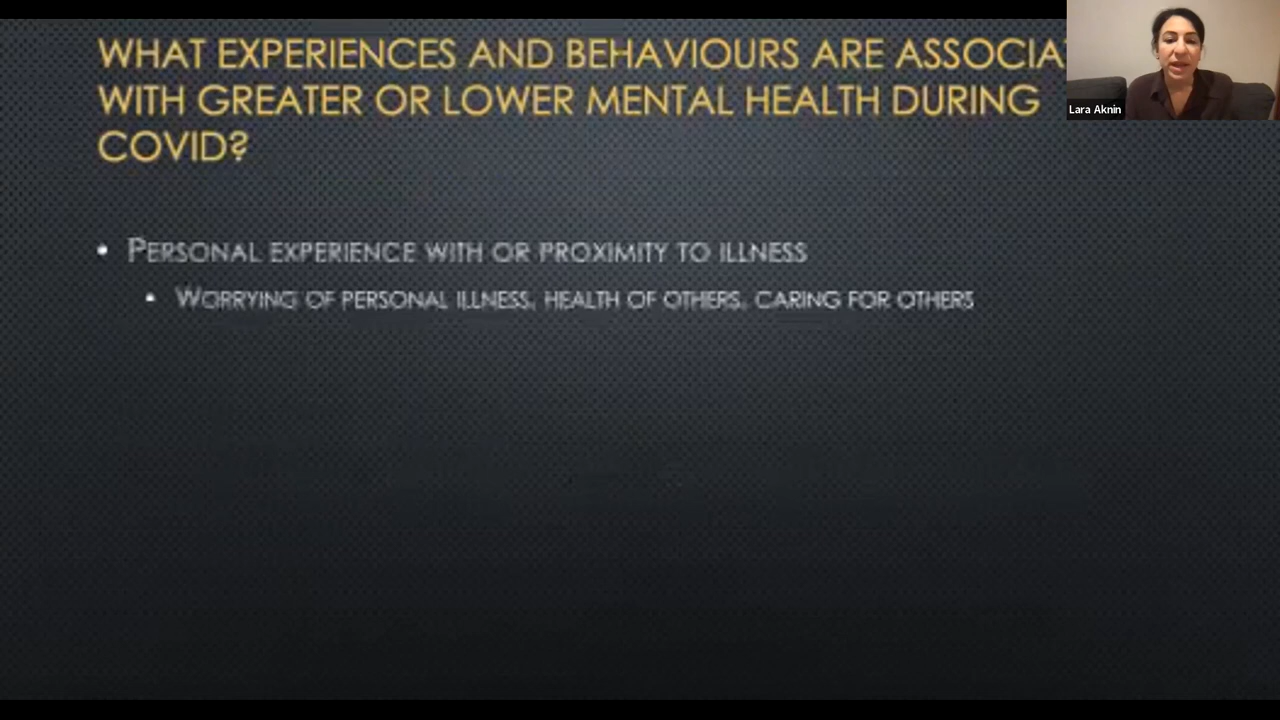 WHAT EXPERIENCES AND BEHAVIOURS ARE ASSOCIA
WITH GREATER OR LOWER MENTAL HEALTH DURING
COVID?
• PERSONAL EXPERIENCE WITH OR PROXIMITY TO ILLNESS
• WORRYING OF PERSONAL ILLNESS, HEALTH OF OTHERS, CARING FOR OTHERS
Lara Aknin